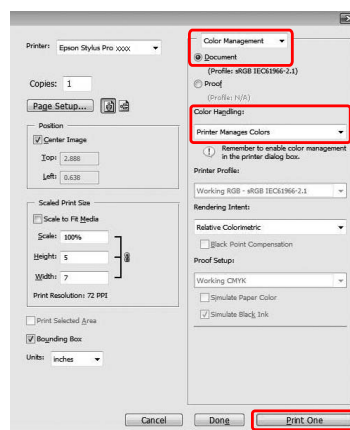 Printer: Epson Stylus Pro xxxx
Copies: 1
Page Setup...
Position
Center Image
Top: 2.888
Left: 0.638
Scaled Print Size
Scale to Fit Media
Scale: 100%
Height: 5
Width: 7
Print Resolution: 72 PPI
Print Selected Area
Bounding Box
Units: inches
Color Management
Document
(Profile: sRGB IEC61966-2.1)
Proof
(Profile: N/A)
Color Handling:
Printer Manages Colors
Remember to enable color management
in the printer dialog box.
Printer Profile:
Working RGB - sRGB IEC61966-2.1
Rendering Intent:
Relative Colorimetric
Black Point Compensation
Proof Setup:
Working CMYK
Simulate Paper Color
Simulate Black Ink
Cancel
Done
Print One